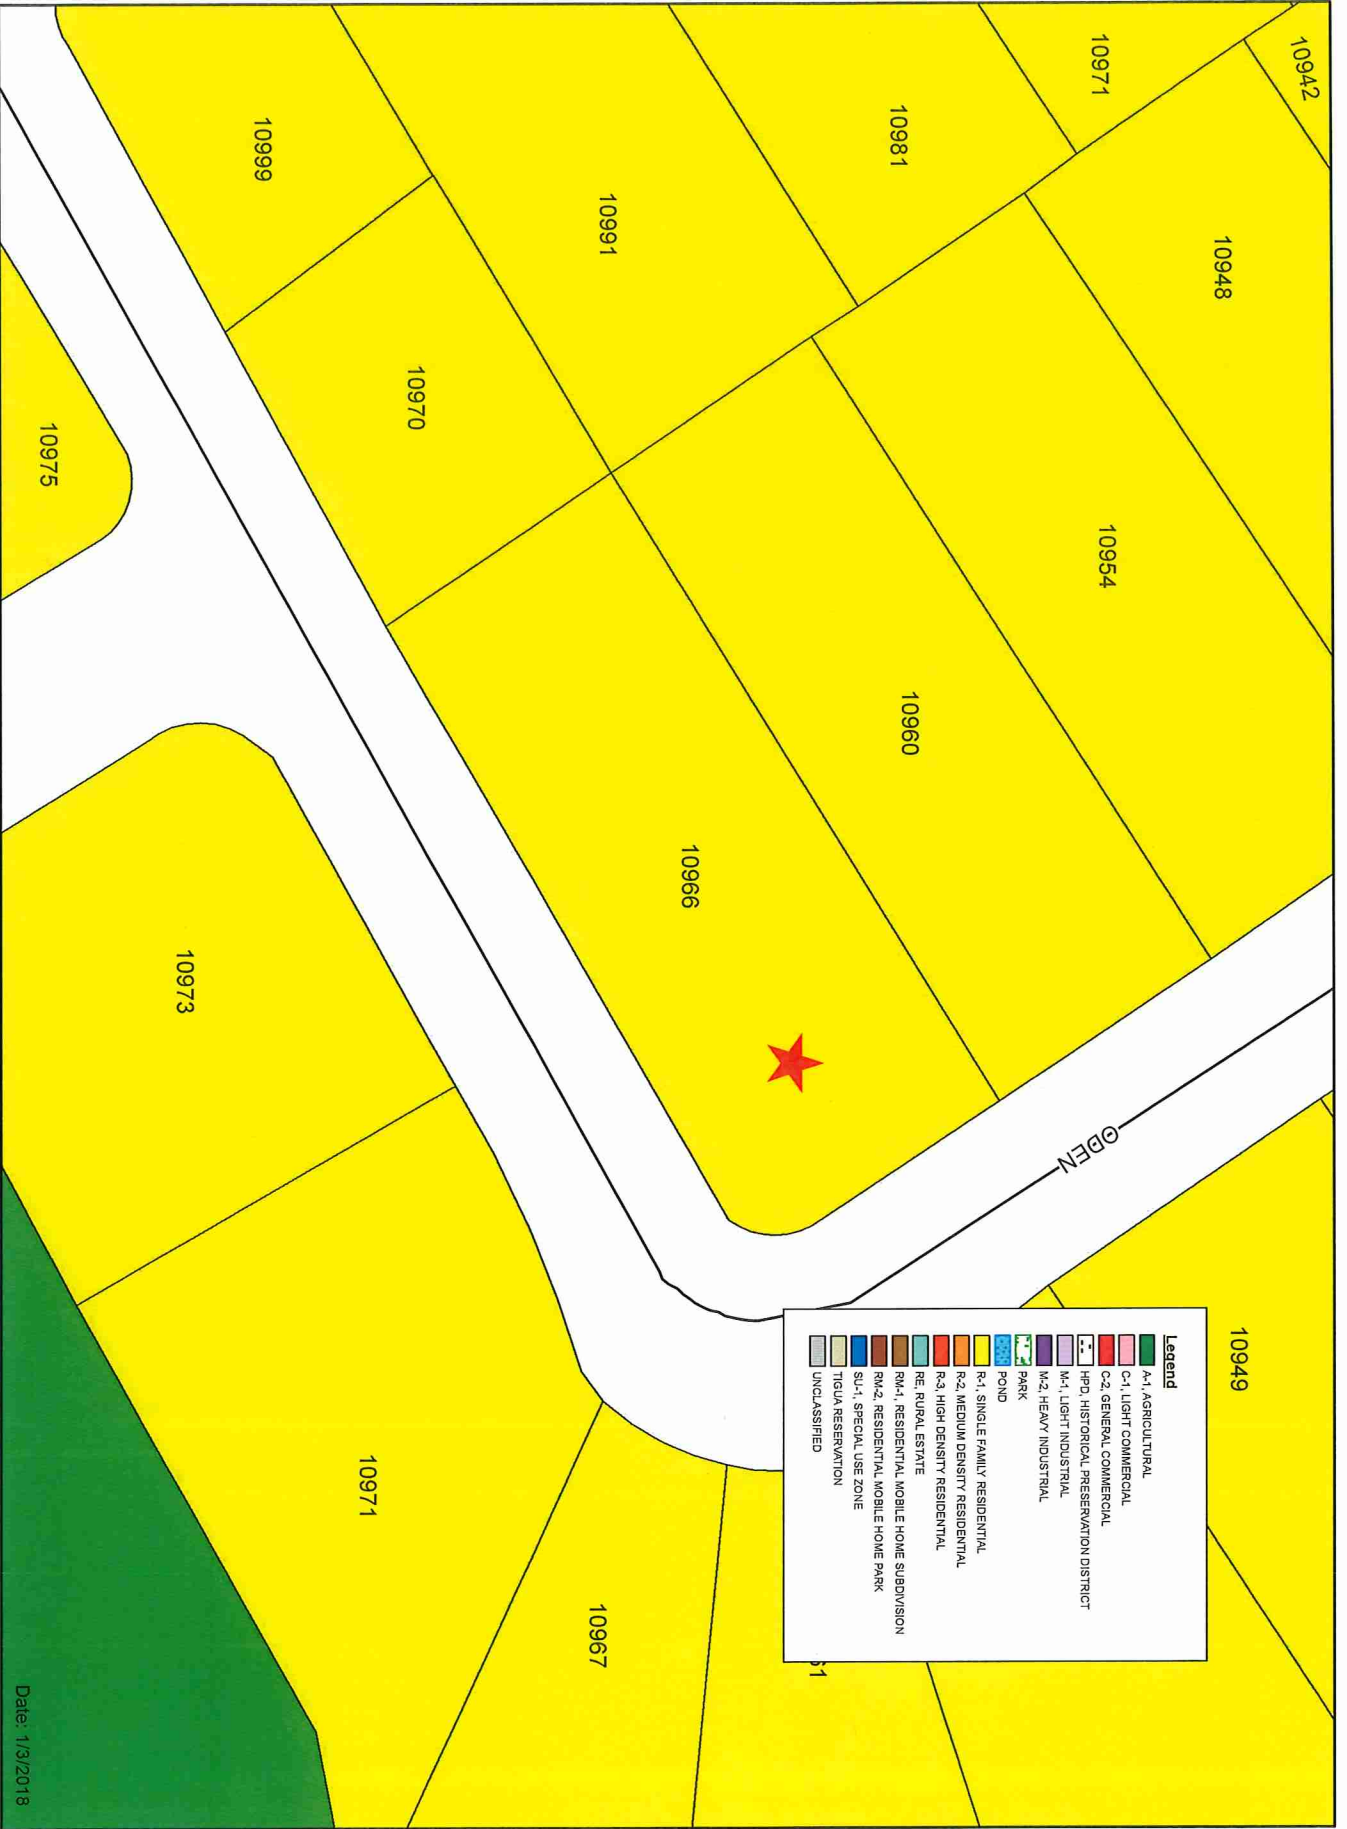 10942
10971
10948
10981
10954
10991
10960
10999
10970
10966
10975
10973
ODEN
10949
10971
10967
61
Legend
A-1, AGRICULTURAL
C-1, LIGHT COMMERCIAL
C-2, GENERAL COMMERCIAL
HPD, HISTORICAL PRESERVATION DISTRICT
M-1, LIGHT INDUSTRIAL
M-2, HEAVY INDUSTRIAL
PARK
POND
R-1, SINGLE FAMILY RESIDENTIAL
R-2, MEDIUM DENSITY RESIDENTIAL
R-3, HIGH DENSITY RESIDENTIAL
RE, RURAL ESTATE
RM-1, RESIDENTIAL MOBILE HOME SUBDIVISION
RM-2, RESIDENTIAL MOBILE HOME PARK
SU-1, SPECIAL USE ZONE
TIGUA RESERVATION
UNCLASSIFIED
Date: 1/3/2018